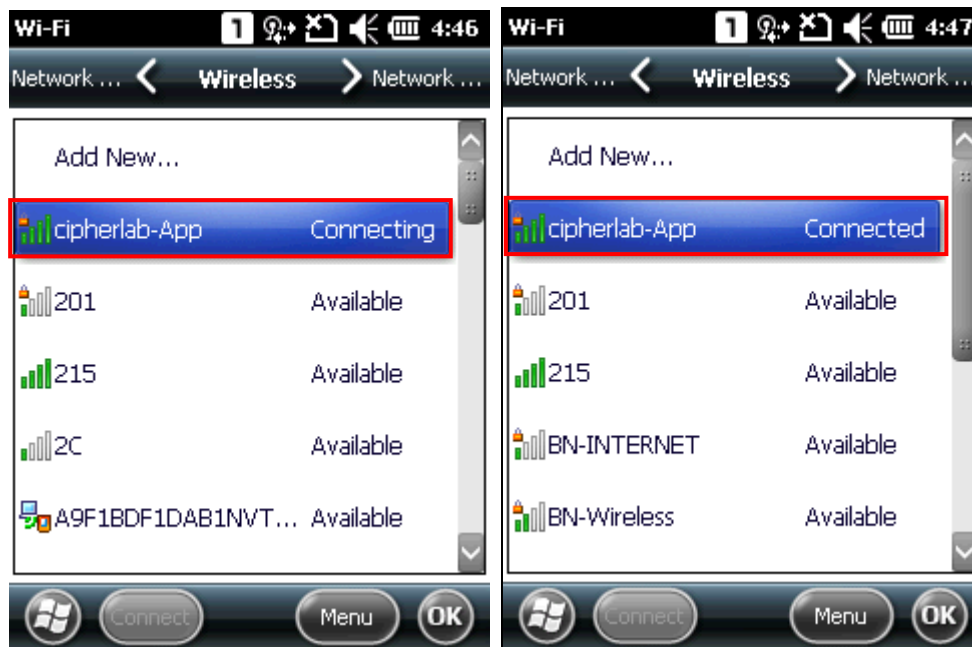 Wi-Fi 1 4:46
Network ... Wireless Network ...
Add New...
cipherlab-App Connecting
201 Available
215 Available
2C Available
A9F1BDF1DAB1NVT... Available
Connect Menu OK
Wi-Fi 1 4:47
Network ... Wireless Network ...
Add New...
cipherlab-App Connected
201 Available
215 Available
BN-INTERNET Available
BN-Wireless Available
Connect Menu OK